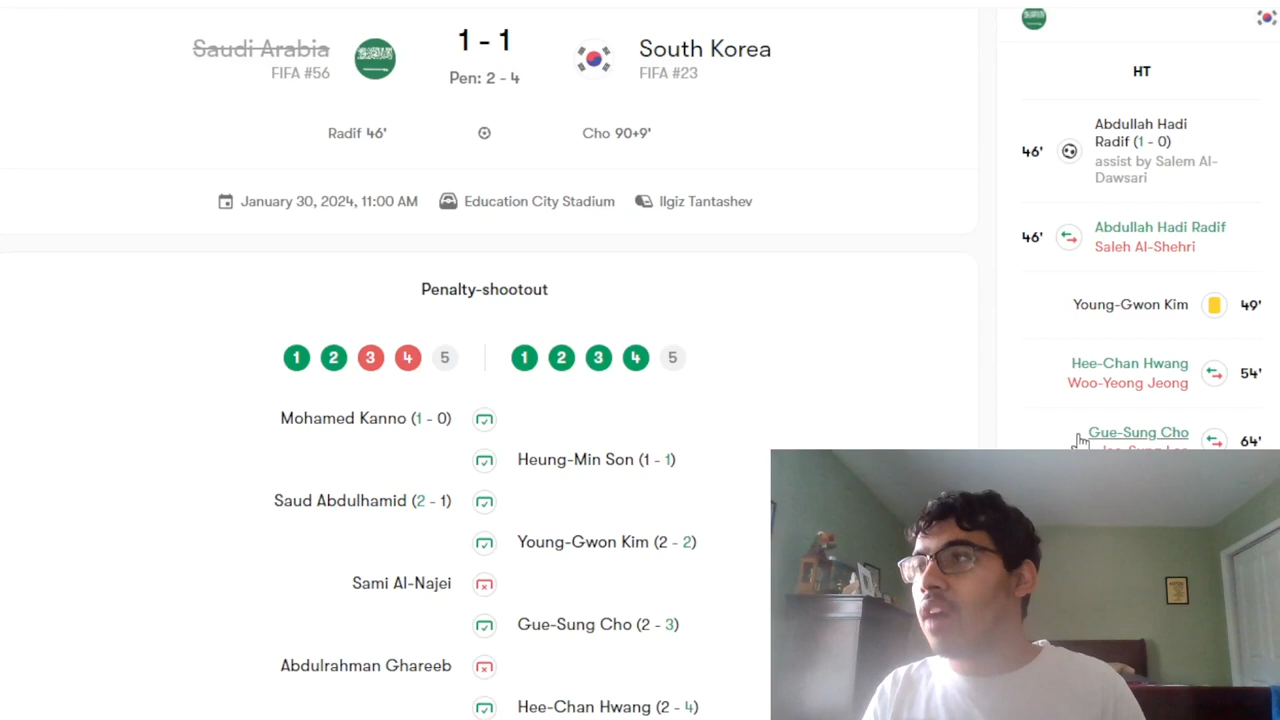 Saudi Arabia
FIFA #56
1 - 1
Pen: 2 - 4
South Korea
FIFA #23
Radif 46'
Cho 90+9'
January 30, 2024, 11:00 AM
Education City Stadium
Ilgiz Tantashev
Penalty-shootout
1 2 3 4 5
1 2 3 4 5
Mohamed Kanno (1 - 0)
Heung-Min Son (1 - 1)
Saud Abdulhamid (2 - 1)
Young-Gwon Kim (2 - 2)
Sami Al-Najei
Gue-Sung Cho (2 - 3)
Abdulrahman Ghareeb
Hee-Chan Hwang (2 - 4)
HT
46'
Abdullah Hadi
Radif (1 - 0)
assist by Salem Al-
Dawsari
46'
Abdullah Hadi Radif
Saleh Al-Shehri
Young-Gwon Kim
49'
Hee-Chan Hwang
Woo-Yeong Jeong
54'
Gue-Sung Cho
64'